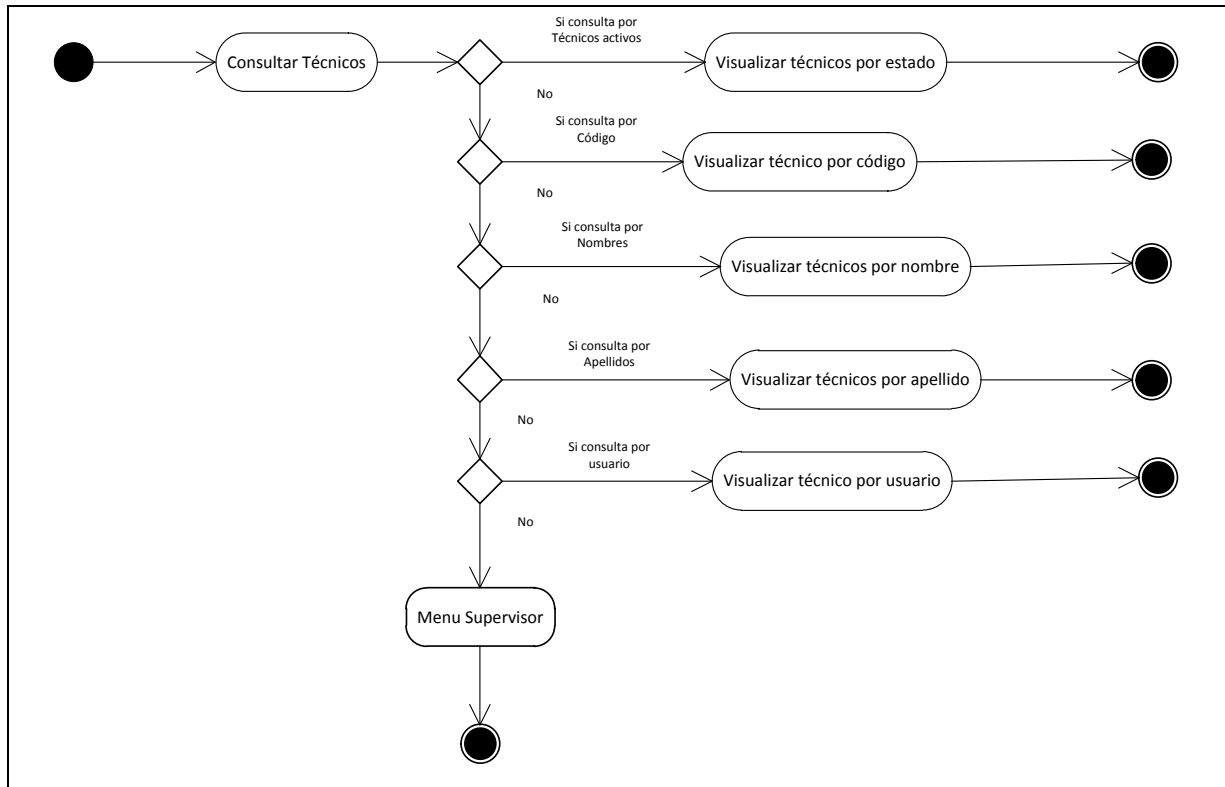 Si consulta por
Técnicos activos
Consultar Técnicos
Visualizar técnicos por estado
No
Si consulta por
Código
Visualizar técnico por código
No
Si consulta por
Nombres
Visualizar técnicos por nombre
No
Si consulta por
Apellidos
Visualizar técnicos por apellido
No
Si consulta por
usuario
Visualizar técnico por usuario
No
Menu Supervisor